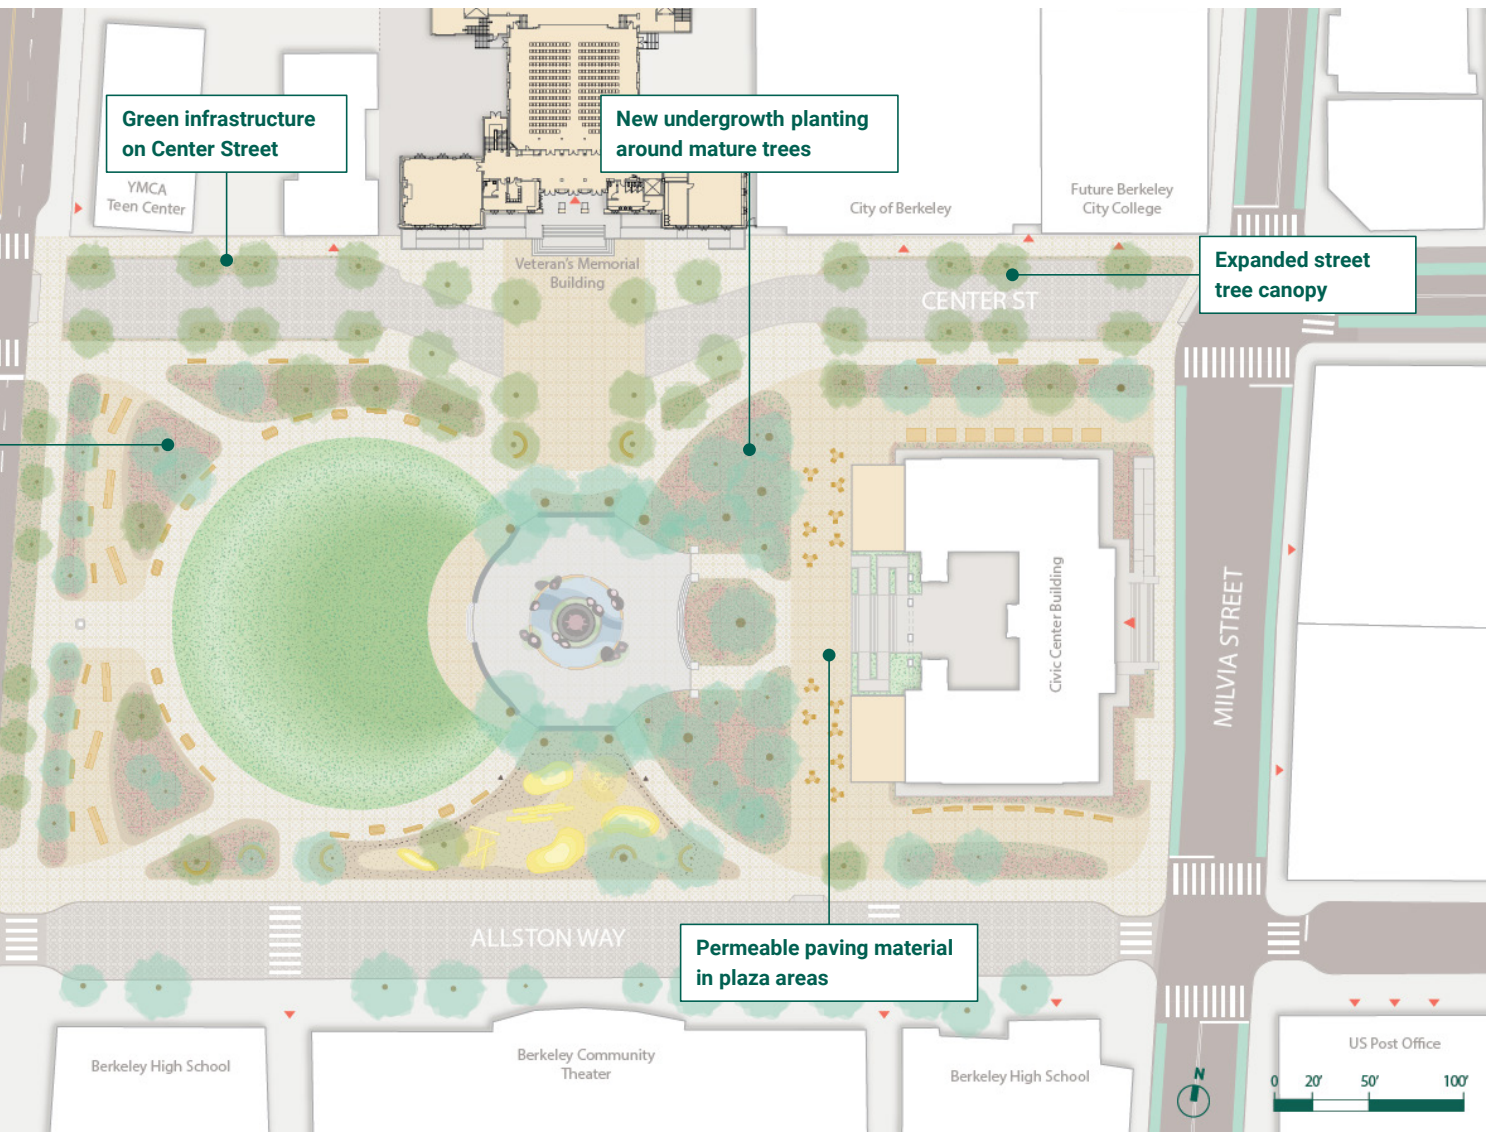 Green infrastructure
on Center Street
New undergrowth planting
around mature trees
YMCA
Teen Center
City of Berkeley
Future Berkeley
City College
Veteran's Memorial
Building
Expanded street
tree canopy
CENTER ST
Civic Center Building
MILVIA STREET
ALLSTON WAY
Permeable paving material
in plaza areas
Berkeley High School
Berkeley Community
Theater
Berkeley High School
US Post Office
N
0 20' 50' 100'